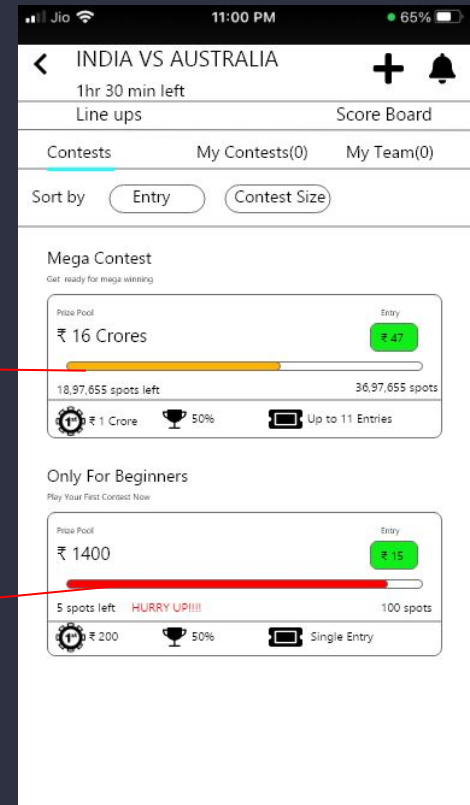 Jio 11:00 PM 65%
INDIA VS AUSTRALIA
1hr 30 min left
Line ups Score Board
Contests My Contests(0) My Team(0)
Sort by Entry Contest Size
Mega Contest
Get ready for mega winning
Prize Pool Entry
₹ 16 Crores ₹ 47
18,97,655 spots left 36,97,655 spots
1st ₹ 1 Crore 50% Up to 11 Entries
Only For Beginners
Play Your First Contest Now
Prize Pool Entry
₹ 1400 ₹ 15
5 spots left HURRY UP!!!! 100 spots
1st ₹ 200 50% Single Entry